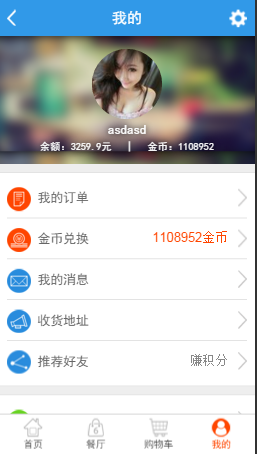 我的
asdasd
余额：3259.9元 | 金币：1108952
我的订单
金币兑换 1108952金币
我的消息
收货地址
推荐好友 赚积分
首页 餐厅 购物车 我的